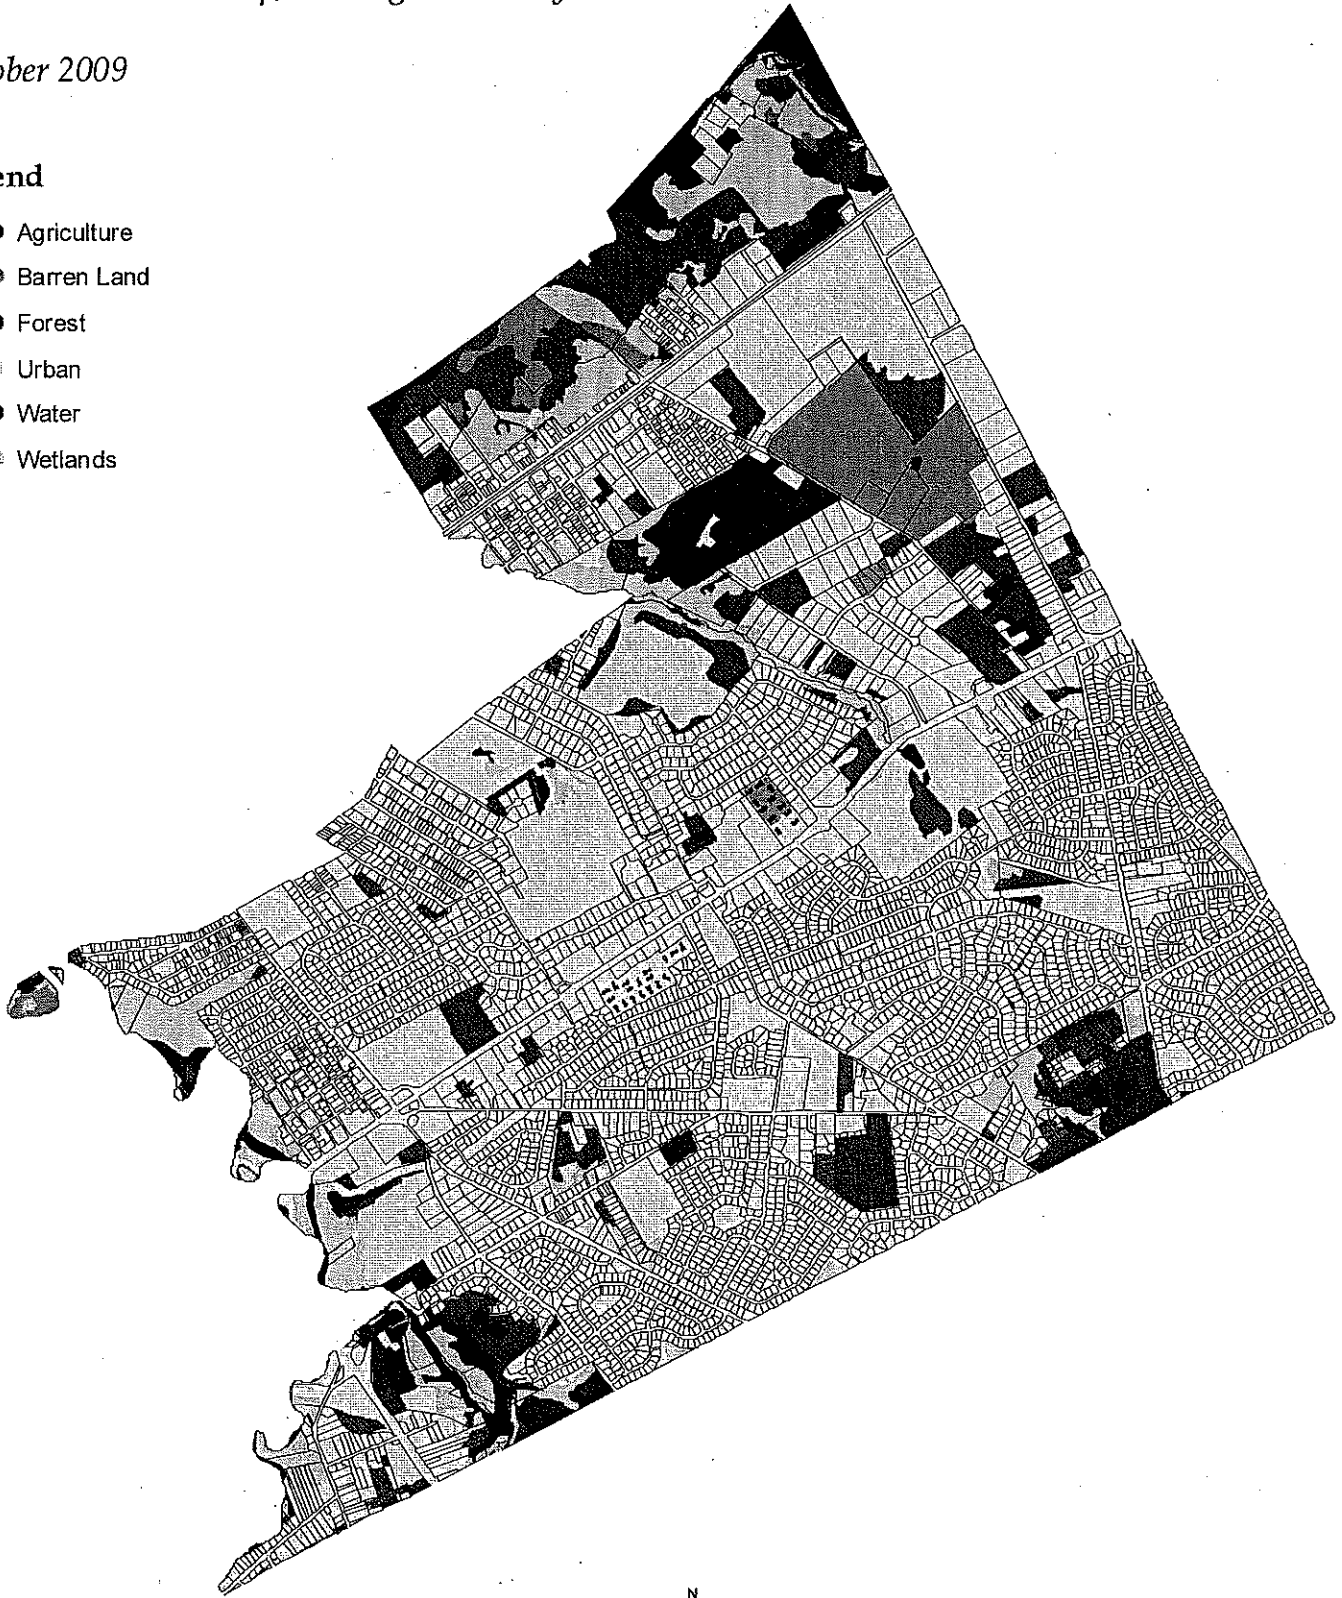 ober 2009
end
Agriculture
Barren Land
Forest
Urban
Water
Wetlands
N